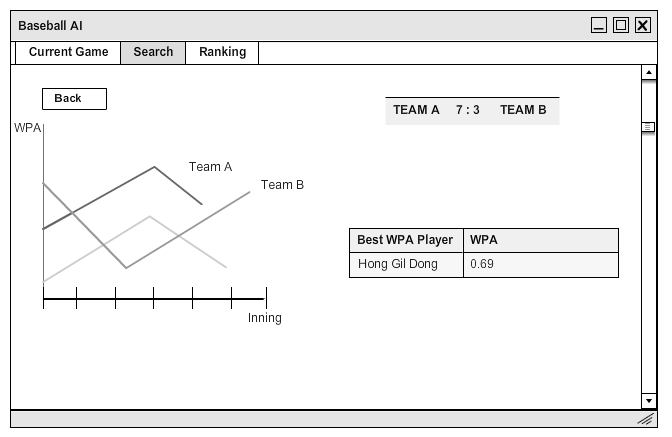 Baseball AI
Current Game Search Ranking
Back
TEAM A 7 : 3 TEAM B
WPA
Team A
Team B
Best WPA Player WPA
Hong Gil Dong 0.69
Inning